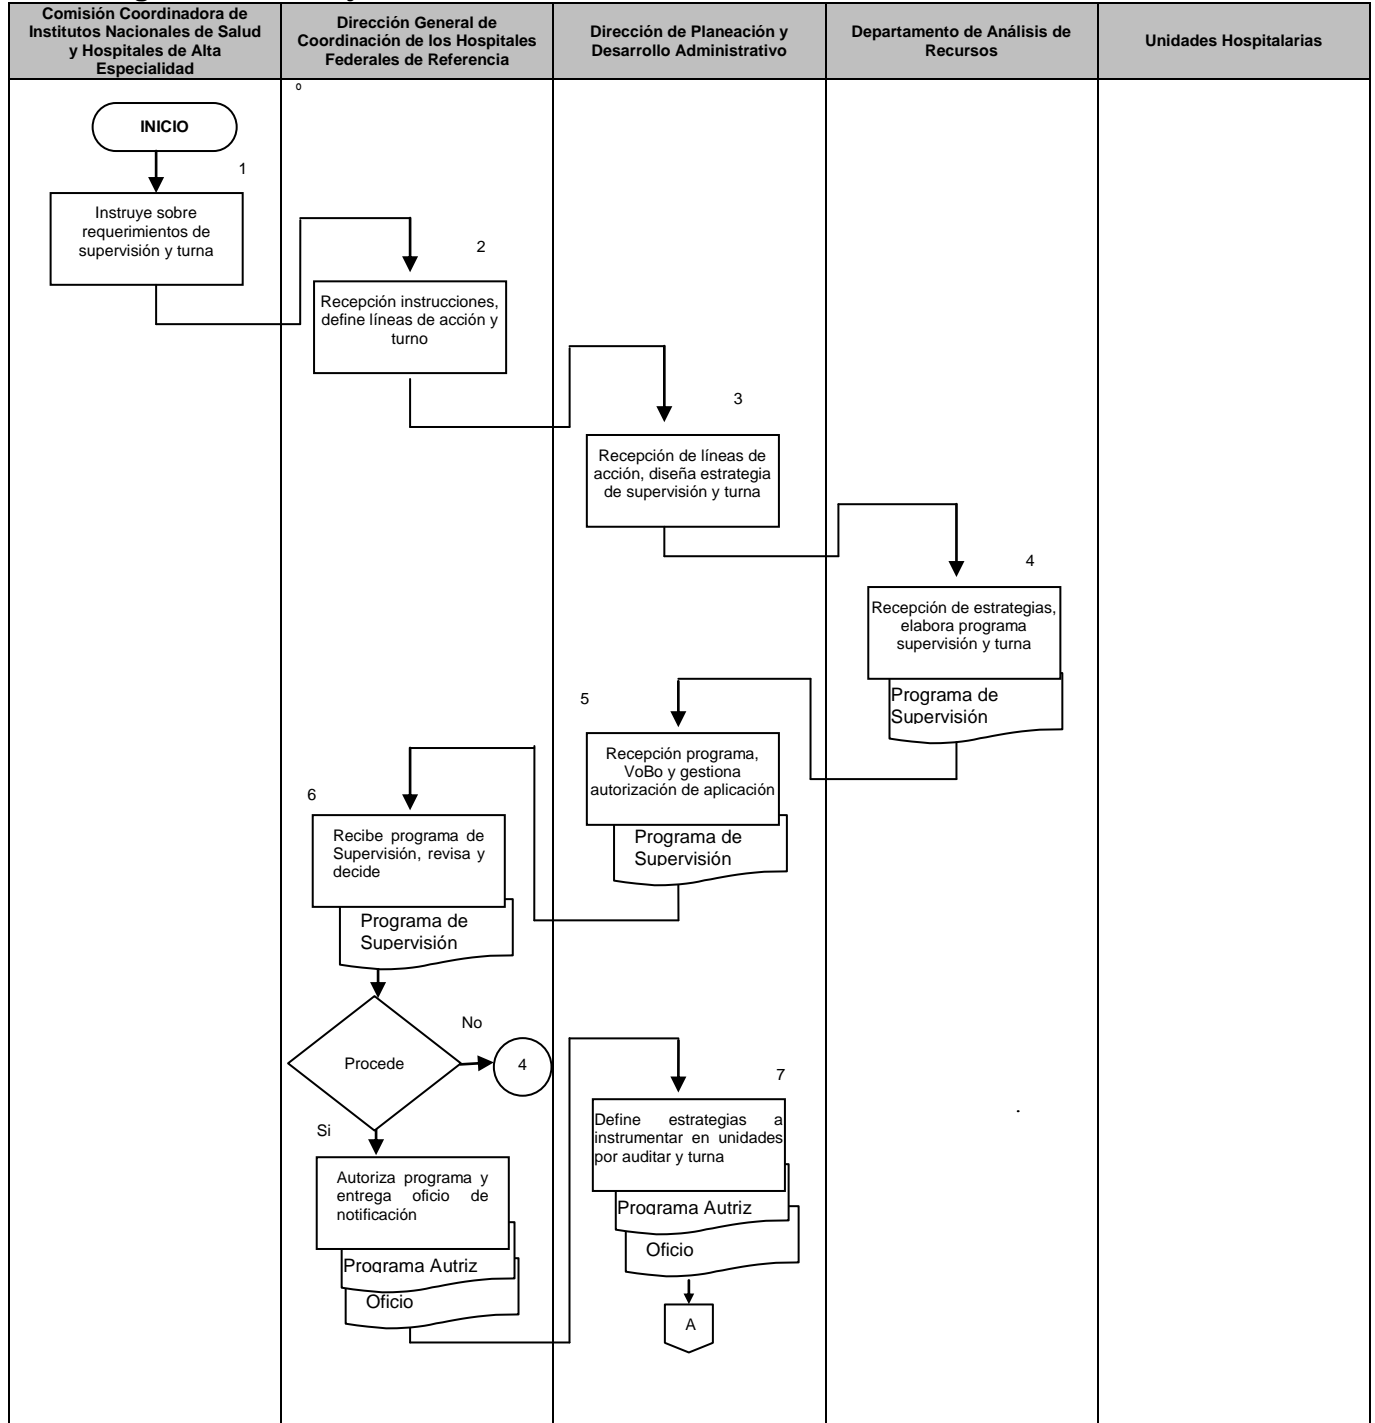 Comisión Coordinadora de
Institutos Nacionales de Salud
y Hospitales de Alta
Especialidad
Dirección General de
Coordinación de los Hospitales
Federales de Referencia
Dirección de Planeación y
Desarrollo Administrativo
Departamento de Análisis de
Recursos
Unidades Hospitalarias
o
INICIO
1
Instruye sobre
requerimientos de
supervisión y turna
2
Recepción instrucciones,
define líneas de acción y
turno
3
Recepción de líneas de
acción, diseña estrategia
de supervisión y turna
4
Recepción de estrategias,
elabora programa
supervisión y turna
Programa de
Supervisión
5
Recepción programa,
VoBo y gestiona
autorización de aplicación
Programa de
Supervisión
6
Recibe programa de
Supervisión, revisa y
decide
Programa de
Supervisión
Procede
No
4
Si
Autoriza programa y
entrega oficio de
notificación
Programa Autriz
Oficio
7
Define estrategias a
instrumentar en unidades
por auditar y turna
Programa Autriz
Oficio
A
.